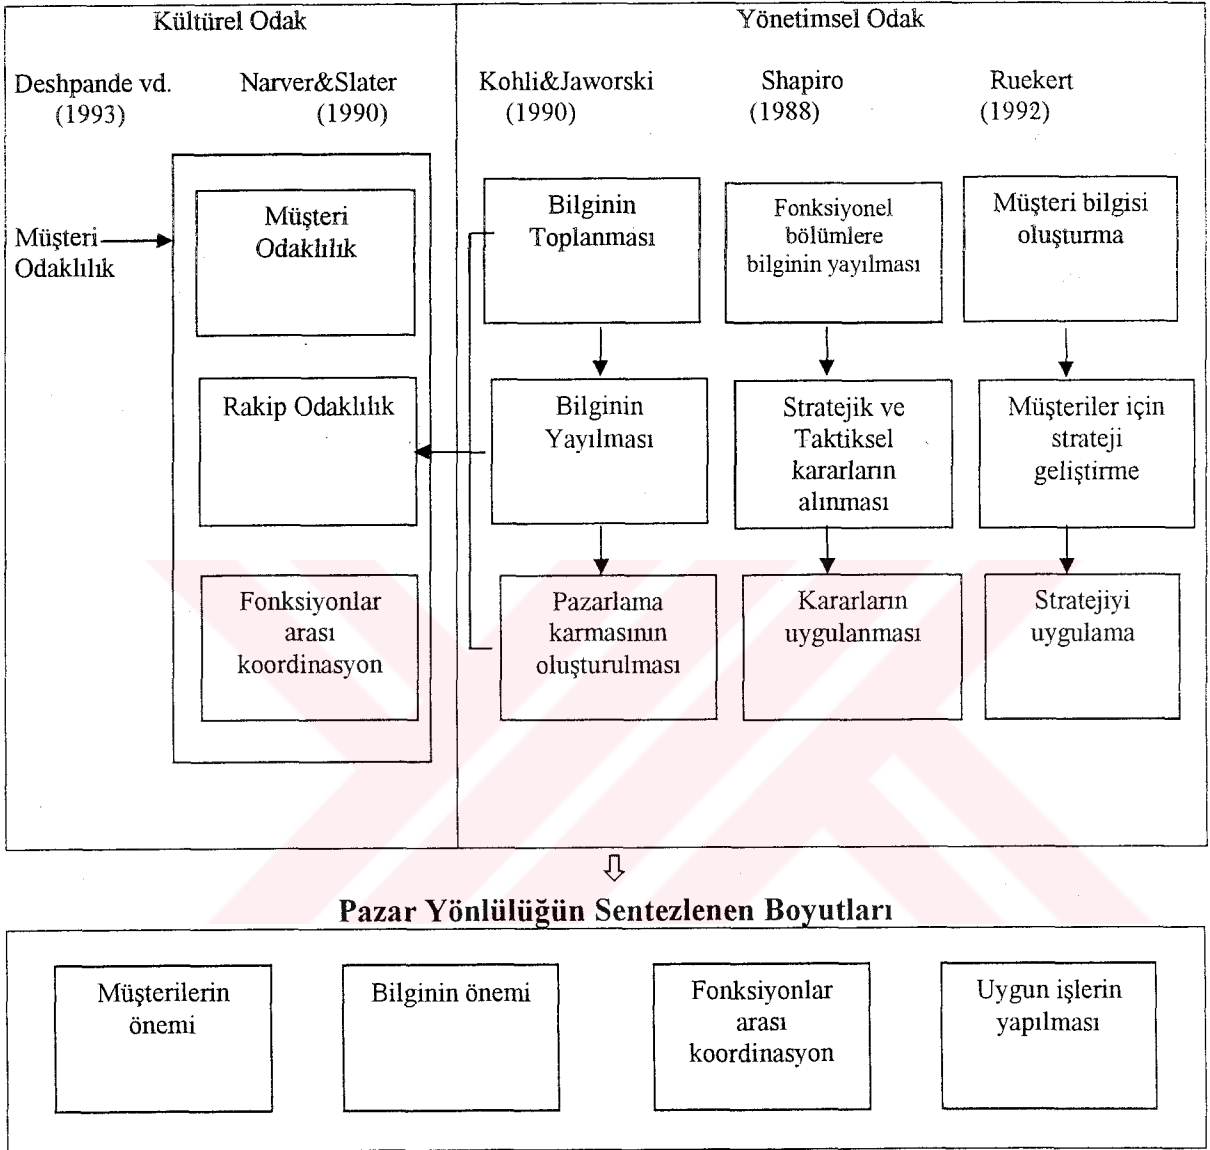 Kültürel Odak
Yönetimsel Odak
Deshpande vd.
(1993)
Narver&Slater
(1990)
Kohli&Jaworski
(1990)
Shapiro
(1988)
Ruekert
(1992)
Müşteri
Odaklılık
Müşteri
Odaklılık
Rakip Odaklılık
Fonksiyonlar
arası
koordinasyon
Bilginin
Toplanması
Bilginin
Yayılması
Pazarlama
karmasının
oluşturulması
Fonksiyonel
bölümlere
bilginin yayılması
Stratejik ve
Taktiksel
kararların
alınması
Kararların
uygulanması
Müşteri bilgisi
oluşturma
Müşteriler için
strateji
geliştirme
Stratejiyi
uygulama
Pazar Yönlülüğün Sentezlenen Boyutları
Müşterilerin
önemi
Bilginin önemi
Fonksiyonlar
arası
koordinasyon
Uygun işlerin
yapılması